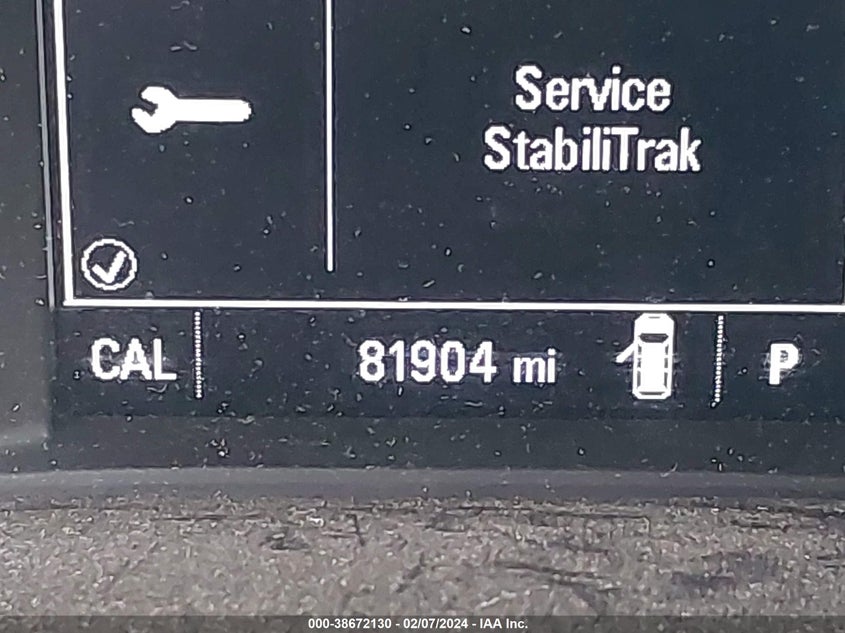 Service
StabiliTrak
CAL 81904 mi P
000-38672130 - 02/07/2024 - IAA Inc.